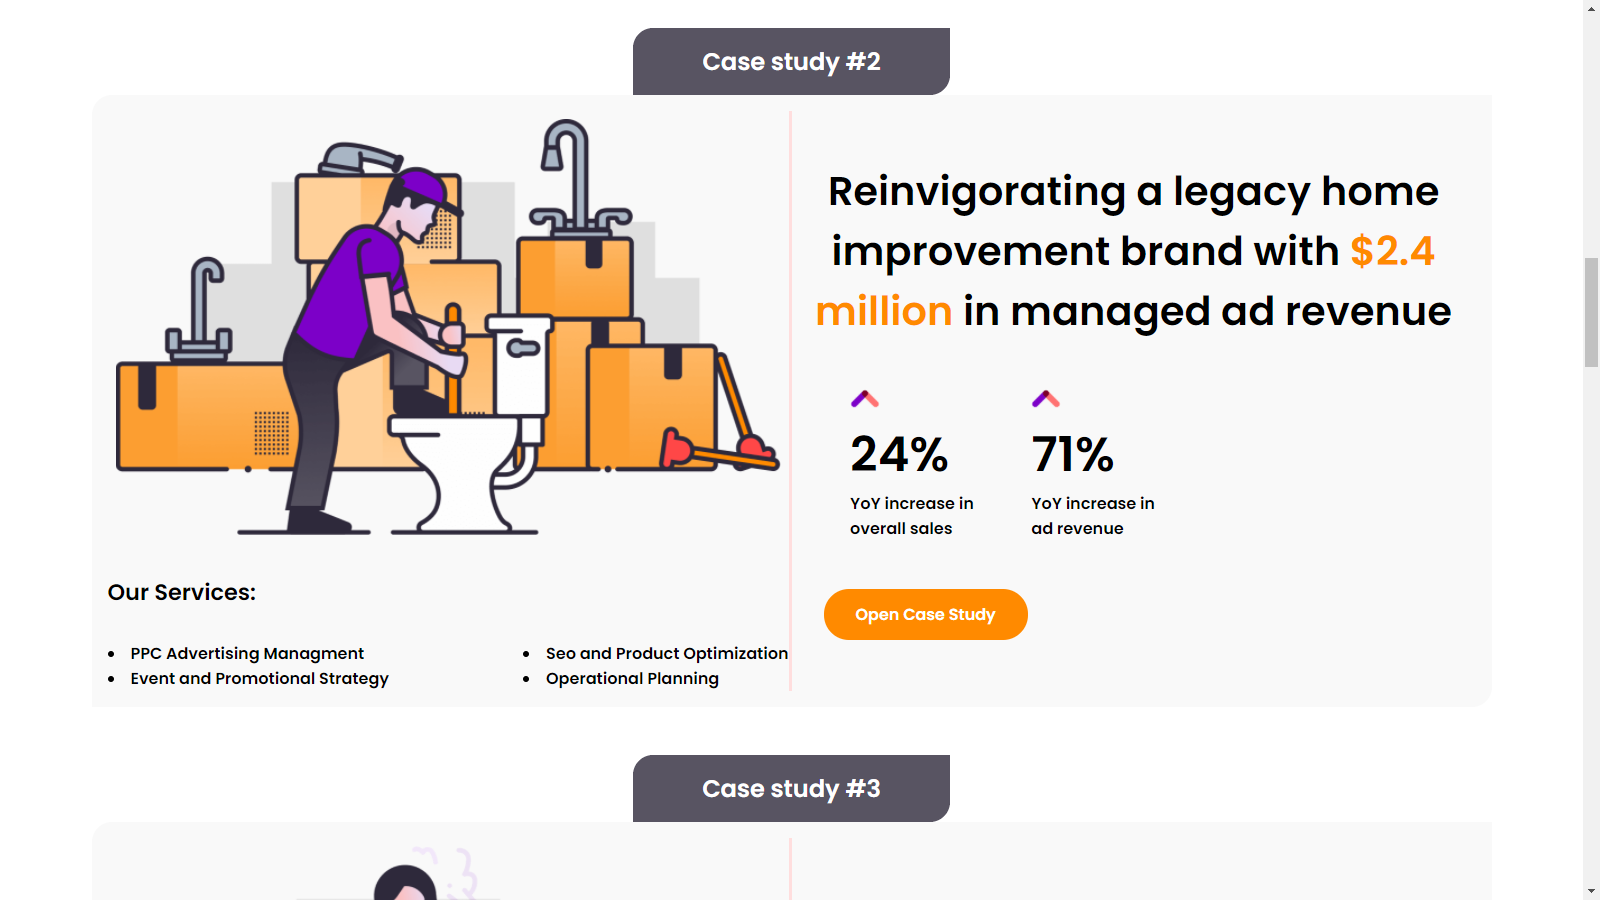 Case study #2
Reinvigorating a legacy home
improvement brand with $2.4
million in managed ad revenue
24%
YoY increase in
overall sales
71%
YoY increase in
ad revenue
Open Case Study
Our Services:
PPC Advertising Managment
Event and Promotional Strategy
Seo and Product Optimization
Operational Planning
Case study #3